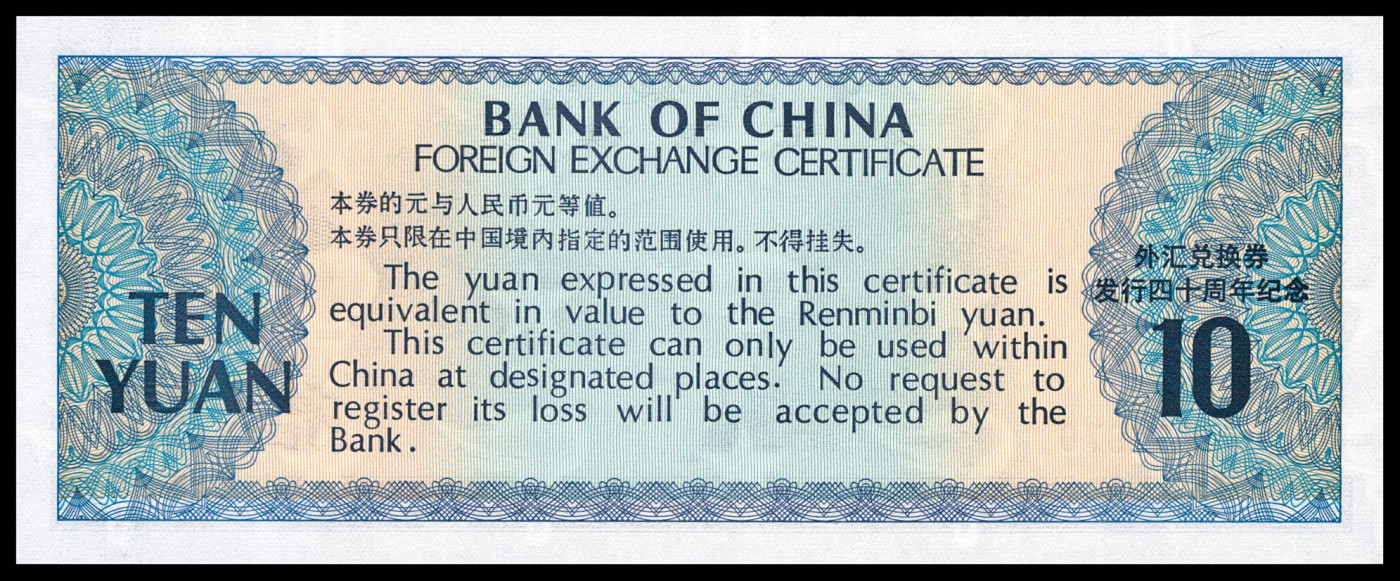 BANK OF CHINA
FOREIGN EXCHANGE CERTIFICATE
本券的元与人民币元等值。
本券只限在中国境内指定的范围使用。不得挂失。
The yuan expressed in this certificate is
equivalent in value to the Renminbi yuan.
This certificate can only be used within
China at designated places. No request to
register its loss will be accepted by the
Bank.
TEN
YUAN
外汇兑换券
发行四十周年纪念
10